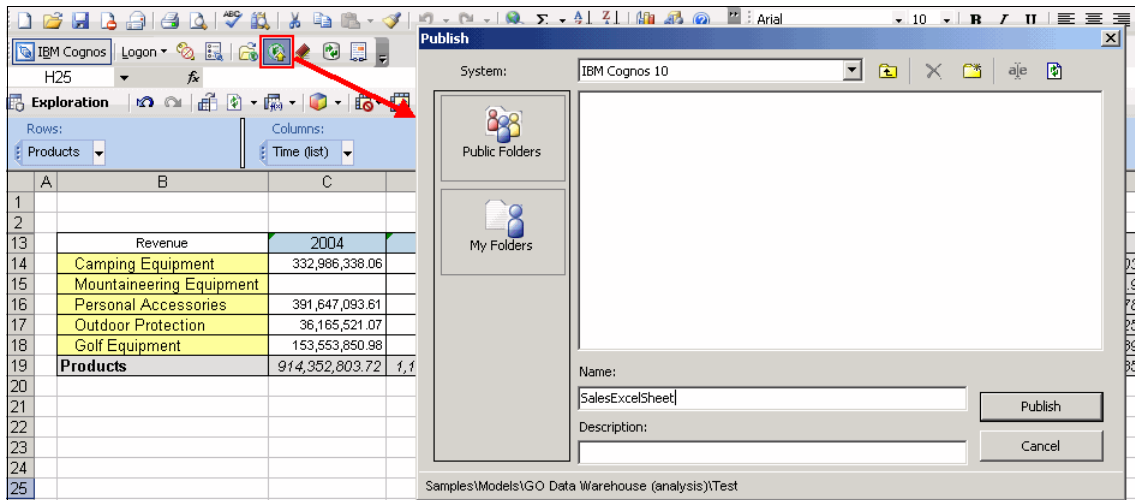 Arial 10 B I U
IBM Cognos Logon
H25 fx
Exploration
Rows: Columns:
Products Time (list)
A B C
1
2
13 Revenue 2004
14 Camping Equipment 332,986,338.06
15 Mountaineering Equipment
16 Personal Accessories 391,647,093.61
17 Outdoor Protection 36,165,521.07
18 Golf Equipment 153,553,850.98
19 Products 914,352,803.72 1,1
20
21
22
23
24
25
Publish
System: IBM Cognos 10
Public Folders
My Folders
Name:
SalesExcelSheet
Publish
Description:
Cancel
Samples\Models\GO Data Warehouse (analysis)\Test